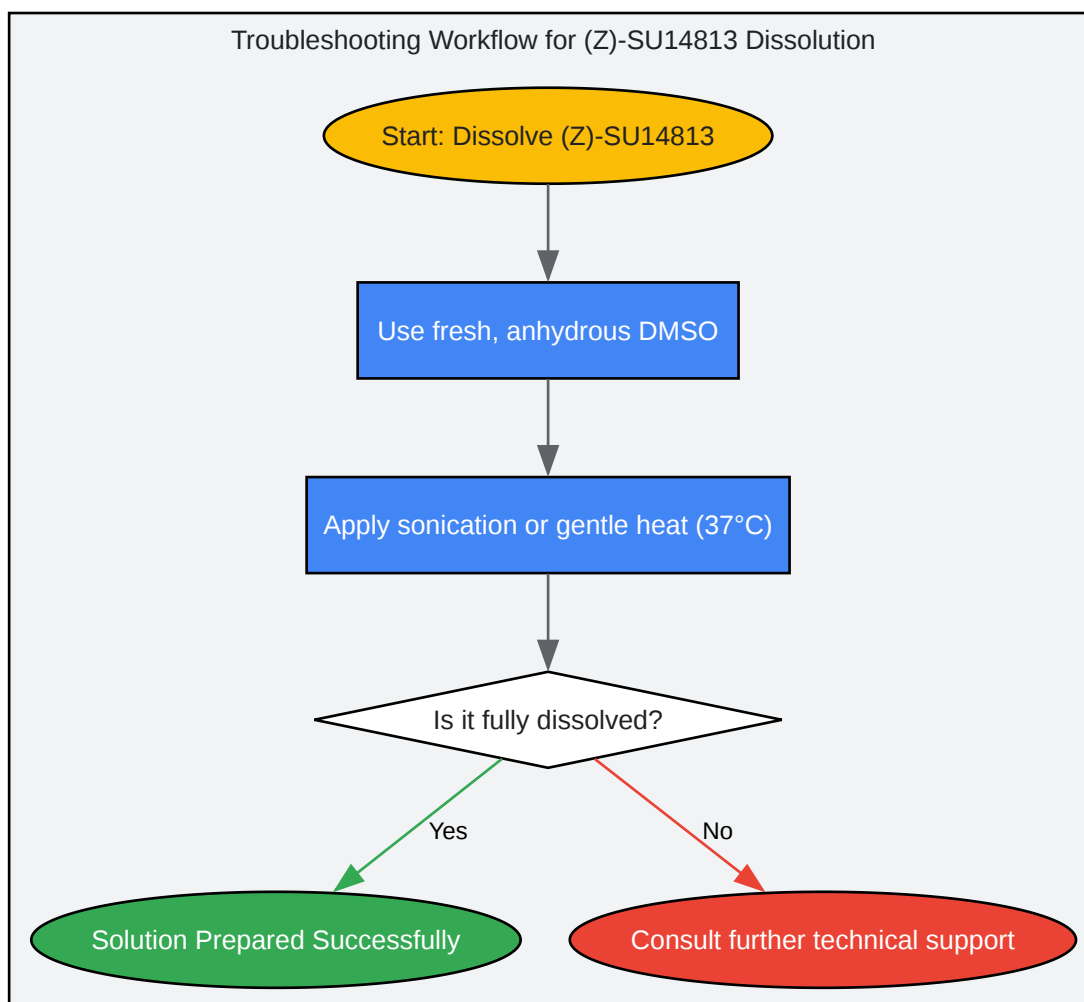 Troubleshooting Workflow for (Z)-SU14813 Dissolution
Start: Dissolve (Z)-SU14813
Use fresh, anhydrous DMSO
Apply sonication or gentle heat (37°C)
Is it fully dissolved?
Yes
No
Solution Prepared Successfully
Consult further technical support